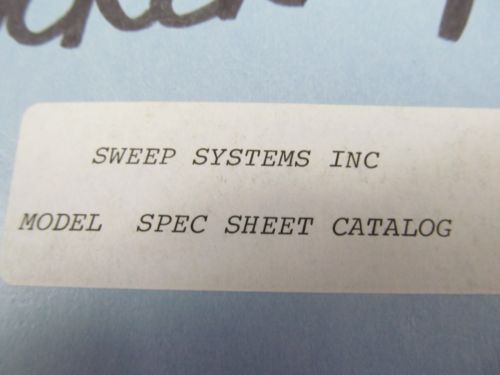 SWEEP SYSTEMS INC
MODEL SPEC SHEET CATALOG